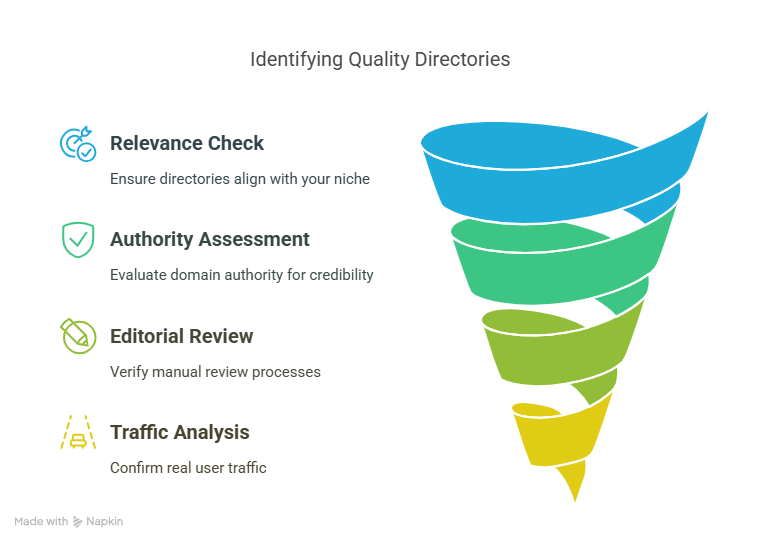 Identifying Quality Directories
Relevance Check
Ensure directories align with your niche
Authority Assessment
Evaluate domain authority for credibility
Editorial Review
Verify manual review processes
Traffic Analysis
Confirm real user traffic
Made with Napkin